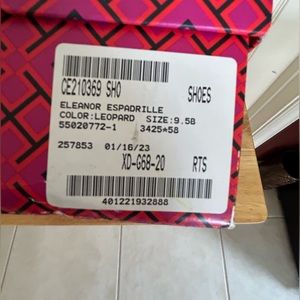 CE210369 SHO SHOES
ELEANOR ESPADRILLE
COLOR:LEOPARD SIZE:9.5B
55020772-1 3425*58
257853 01/16/23
XD-G68-20 RTS
401221932888